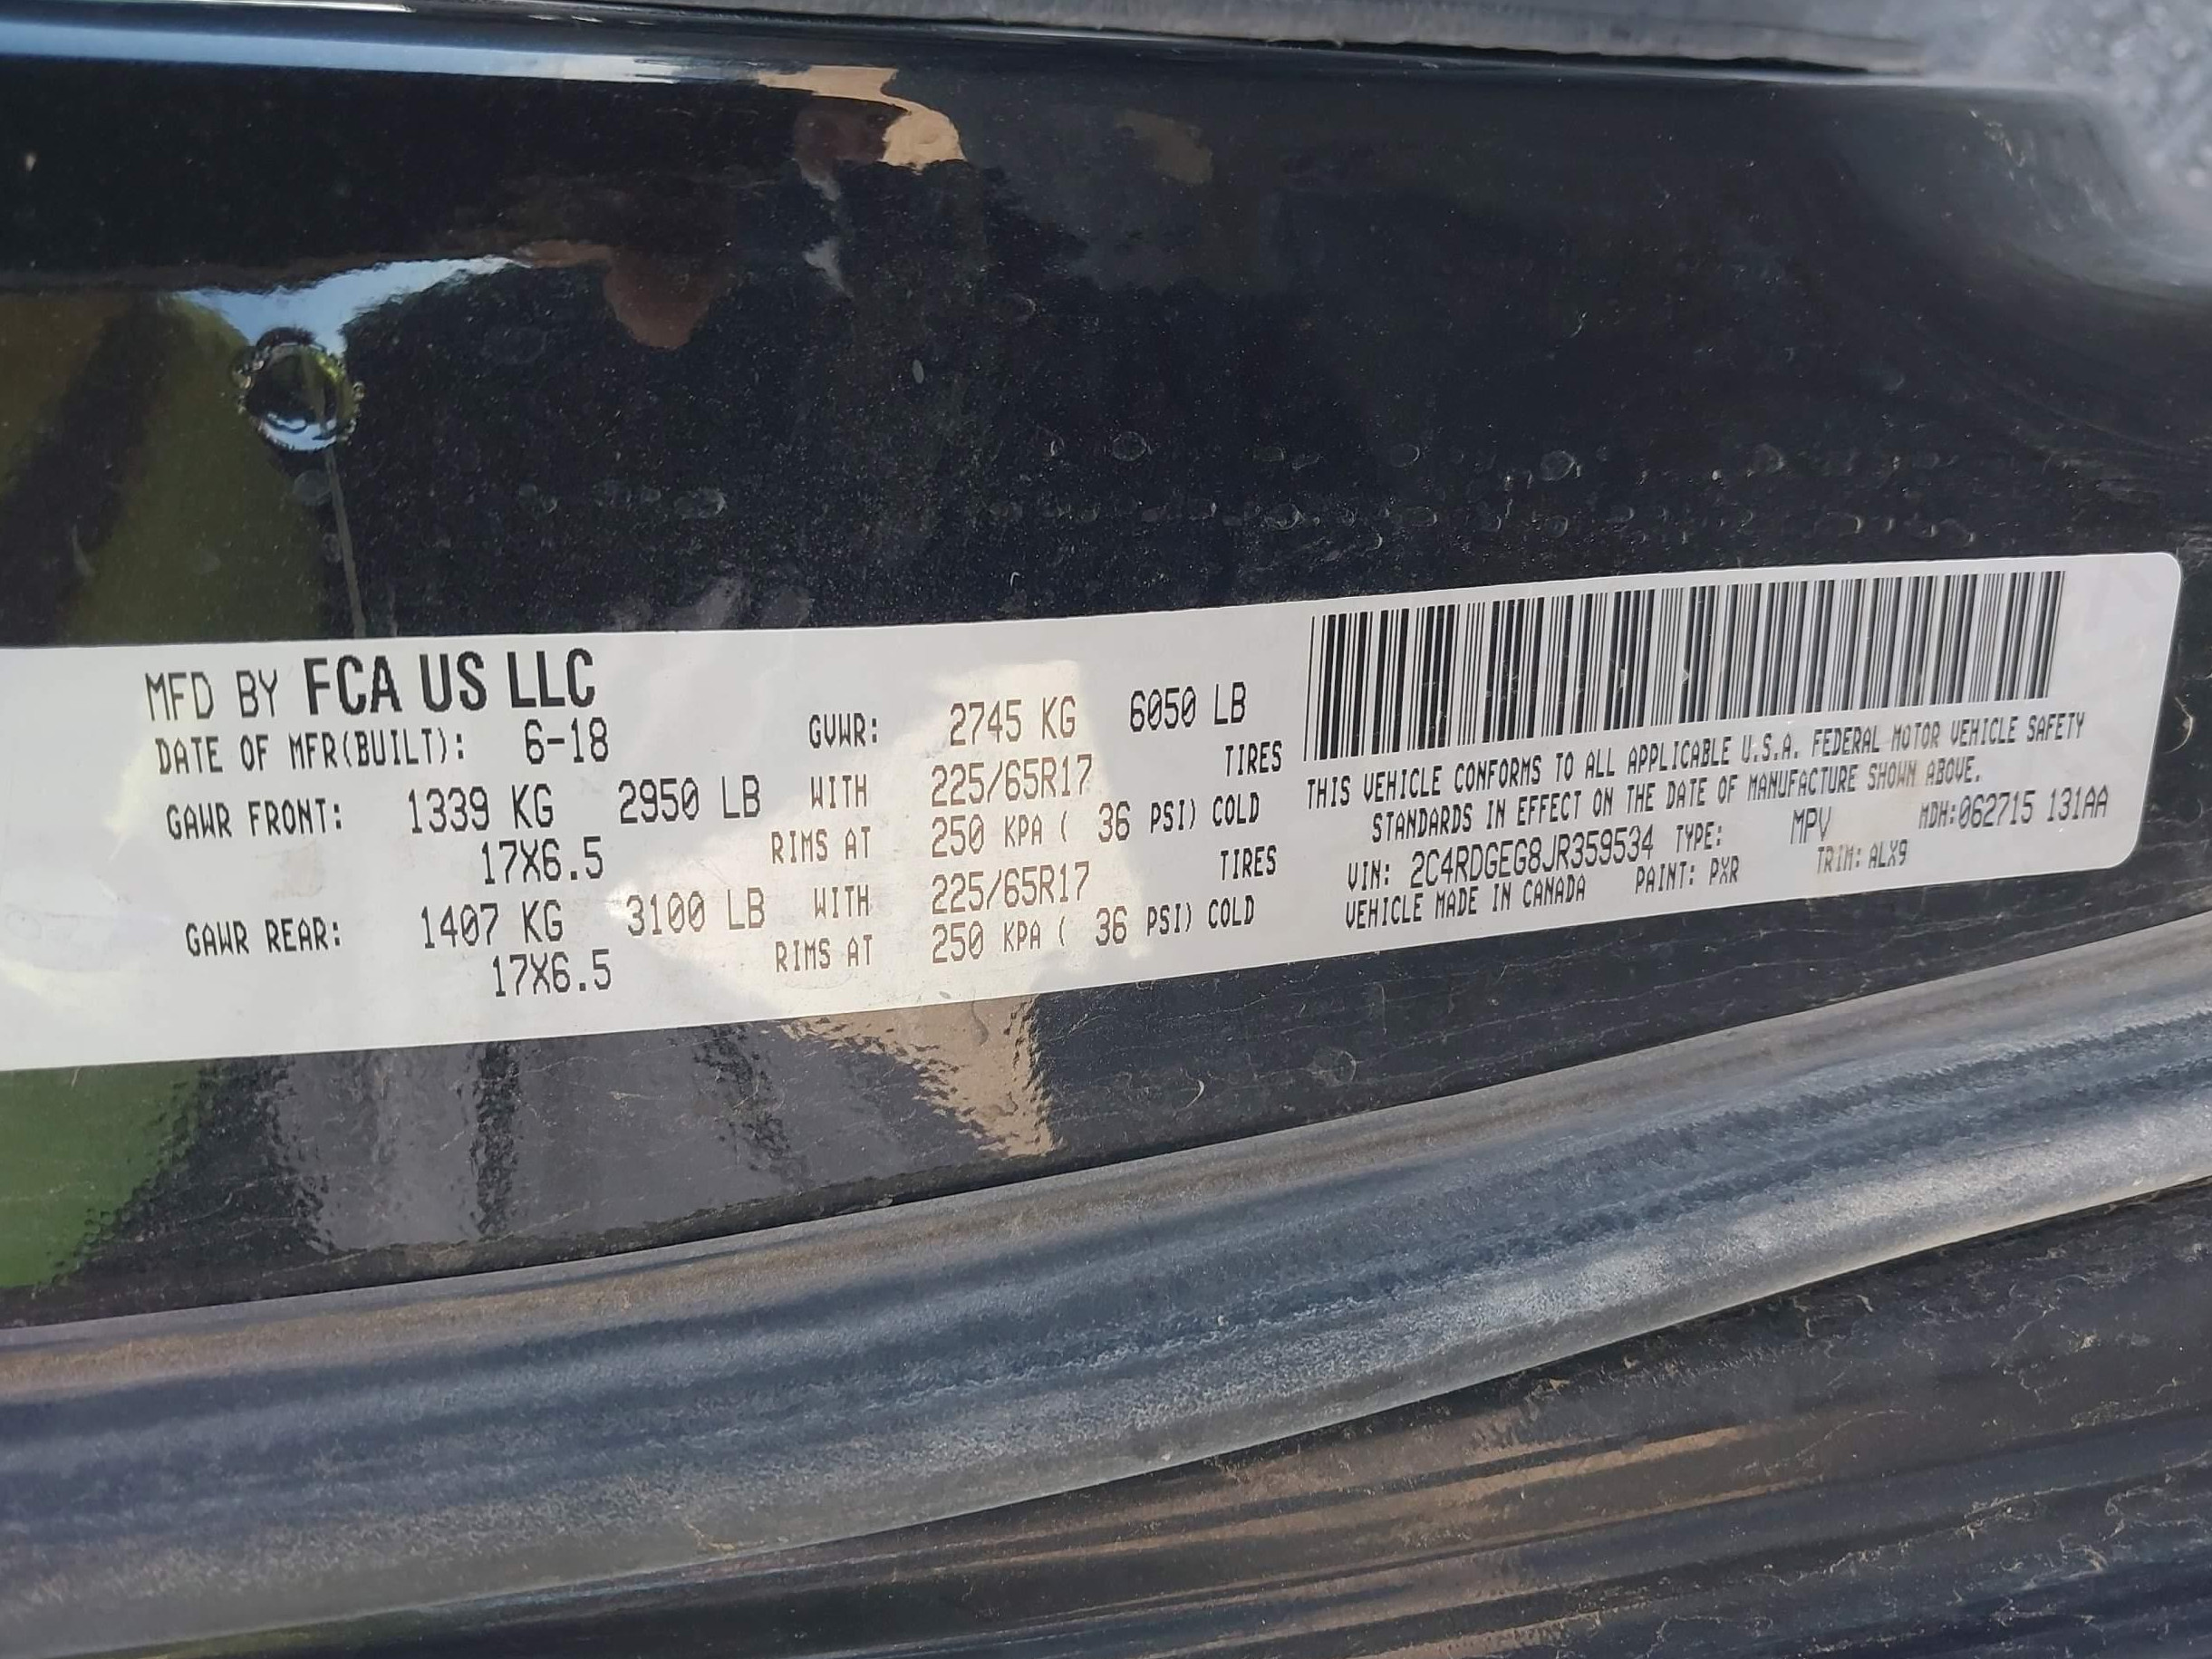 MFD BY FCA US LLC
DATE OF MFR(BUILT): 6-18 GVWR: 2745 KG 6050 LB
GAWR FRONT: 1339 KG 2950 LB WITH 225/65R17 TIRES
17X6.5 RIMS AT 250 KPA ( 36 PSI) COLD
GAWR REAR: 1407 KG 3100 LB WITH 225/65R17 TIRES
17X6.5 RIMS AT 250 KPA ( 36 PSI) COLD
THIS VEHICLE CONFORMS TO ALL APPLICABLE U.S.A. FEDERAL MOTOR VEHICLE SAFETY
STANDARDS IN EFFECT ON THE DATE OF MANUFACTURE SHOWN ABOVE.
VIN: 2C4RDGEG8JR359534 TYPE: MPV MDH:062715 131AA
VEHICLE MADE IN CANADA PAINT: PXR TRIM: ALX9